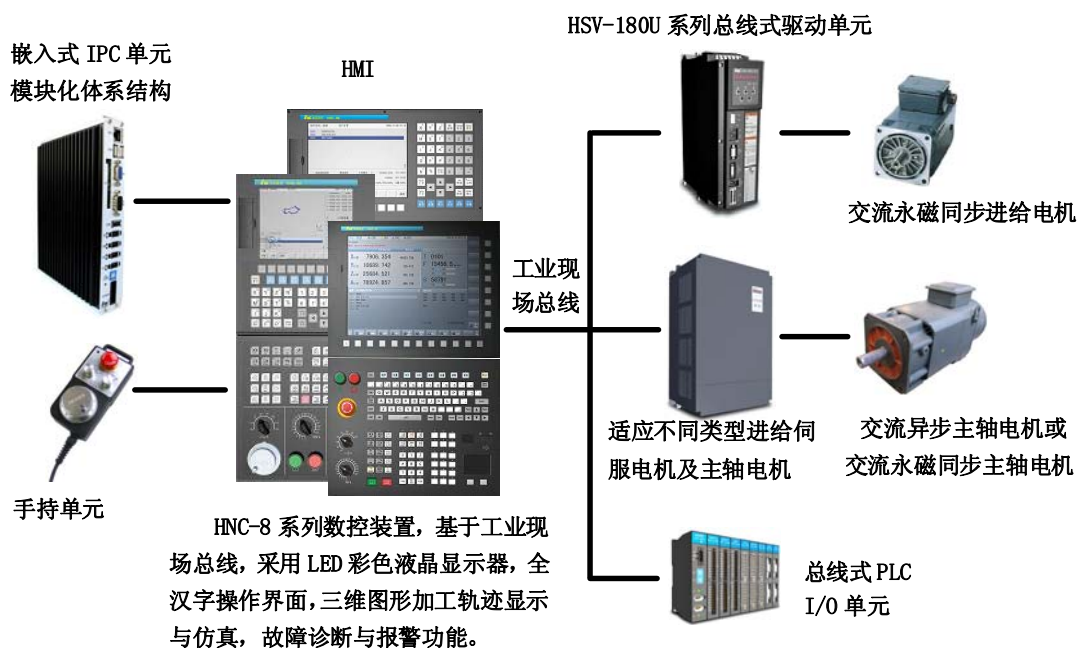 HSV-180U 系列总线式驱动单元
嵌入式 IPC 单元
模块化体系结构
HMI
交流永磁同步进给电机
工业现
场总线
适应不同类型进给伺
服电机及主轴电机
交流异步主轴电机或
交流永磁同步主轴电机
手持单元
HNC-8 系列数控装置，基于工业现
场总线，采用 LED 彩色液晶显示器，全
汉字操作界面，三维图形加工轨迹显示
与仿真，故障诊断与报警功能。
总线式 PLC
I/O 单元